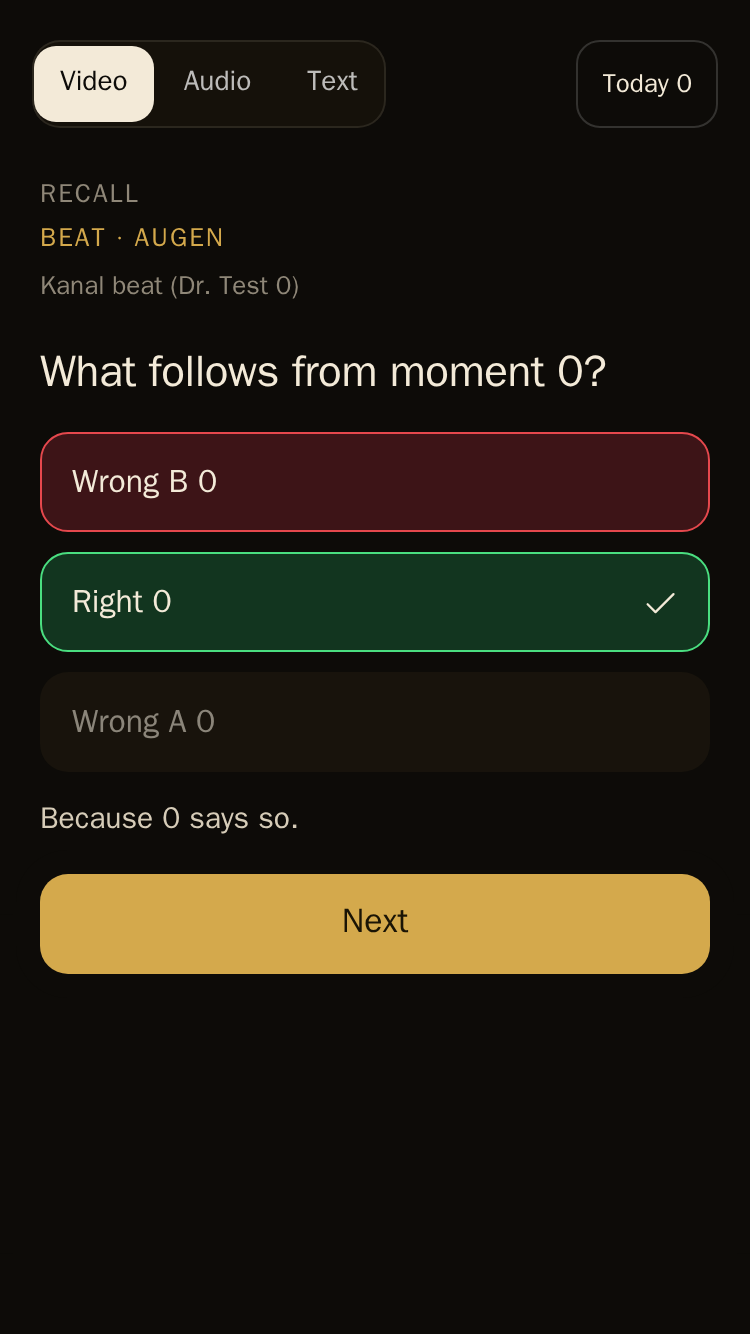 Video Audio Text Today 0
RECALL
BEAT · AUGEN
Kanal beat (Dr. Test 0)
What follows from moment 0?
Wrong B 0
Right 0
Wrong A 0
Because 0 says so.
Next